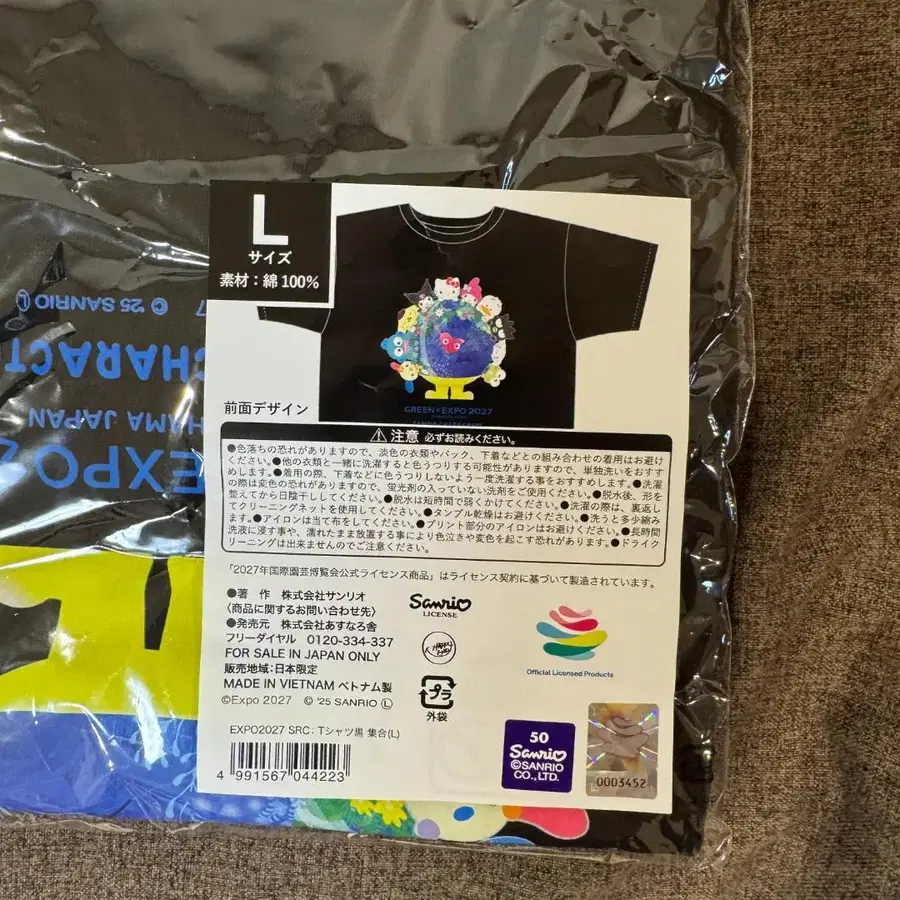 L
サイズ
素材：綿100%
GREEN×EXPO 2027
前面デザイン
注意 必ずお読みください。
●色落ちの恐れがありますので、淡色の衣類やバック、下着などとの組み合わせの着用はお避け
ください。●他の衣類と一緒に洗濯すると色うつりする可能性がありますので、単独洗いをおすす
めします。●着用の際、下着などに色うつりしないよう一度洗濯する事をおすすめします。●洗濯
の際は変色の恐れがありますので、蛍光剤の入っていない洗剤をご使用ください。●脱水後、形を
整えてから日陰干ししてください。●脱水は短時間で弱くかけてください。●洗濯の際は、裏返し
てクリーニングネットを使用してください。●タンブル乾燥はお避けください。●洗うと多少縮み
ます。●アイロンは当て布をしてください。●プリント部分のアイロンはお避けください。●長時間
洗液に浸す事や、濡れたまま放置する事により色泣きや変色を起こす恐れがあります。●ドライク
リーニングは出来ませんのでご注意ください。
「2027年国際園芸博覧会公式ライセンス商品」はライセンス契約に基づいて製造されています。
●著 作 株式会社サンリオ
〈商品に関するお問い合わせ先〉
●発売元 株式会社あすなろ舎
フリーダイヤル 0120-334-337
FOR SALE IN JAPAN ONLY
販売地域：日本限定
MADE IN VIETNAM ベトナム製
©Expo 2027 ©'25 SANRIO Ⓛ
Sanrio
LICENSE
プラ
外袋
Official Licensed Products
EXPO2027 SRC：Tシャツ黒 集合(L)
4 991567 044223
50
Sanrio
©SANRIO
CO., LTD.
0003452
7
© 25 SANRIO Ⓛ
CHARACT
HAMA JAPAN
EXPO2